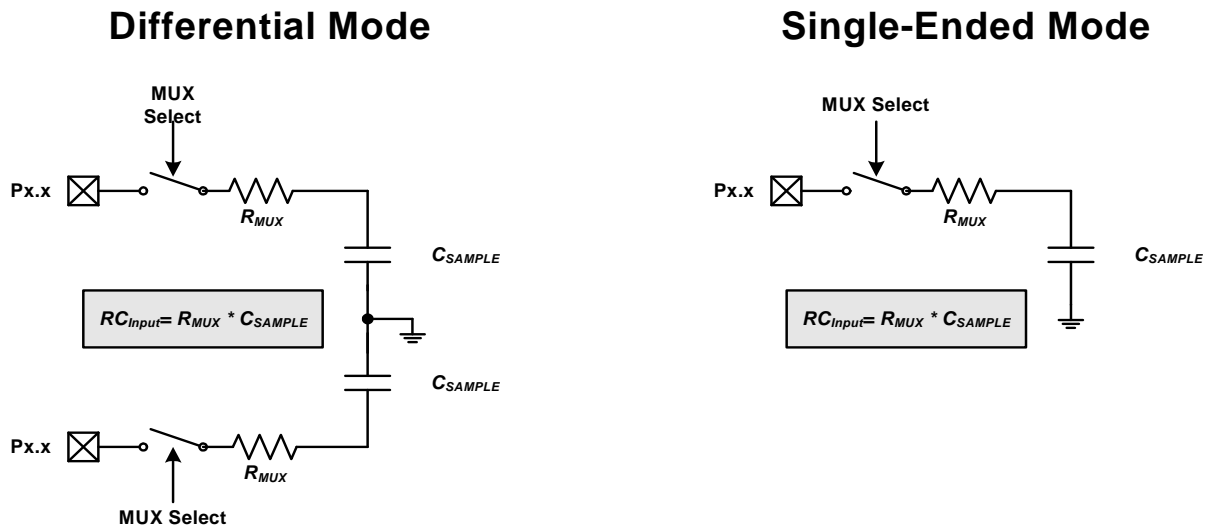 Differential Mode
MUX
Select
Px.x
R_MUX
C_SAMPLE
RC_Input= R_MUX * C_SAMPLE
C_SAMPLE
Px.x
R_MUX
MUX Select
Single-Ended Mode
MUX Select
Px.x
R_MUX
C_SAMPLE
RC_Input= R_MUX * C_SAMPLE